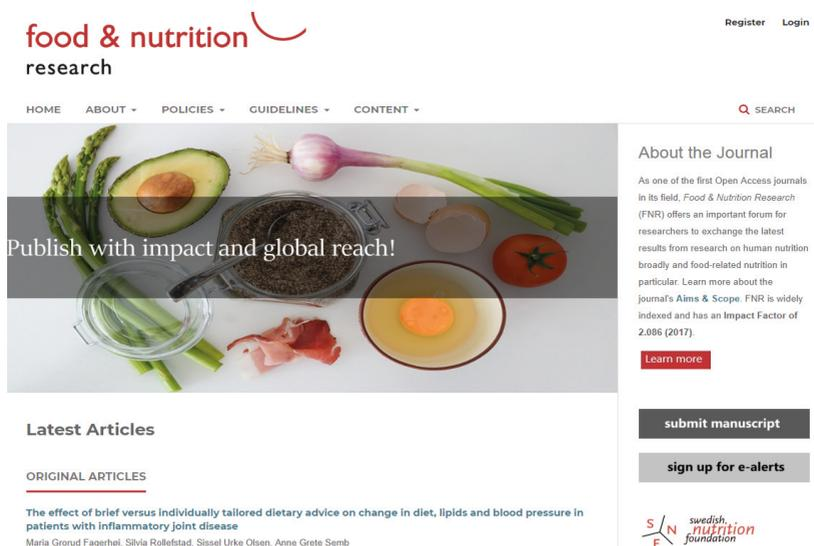 Register Login
food & nutrition
research
HOME ABOUT POLICIES GUIDELINES CONTENT SEARCH
Publish with impact and global reach!
About the Journal
As one of the first Open Access journals
in its field, Food & Nutrition Research
(FNR) offers an important forum for
researchers to exchange the latest
results from research on human nutrition
broadly and food-related nutrition in
particular. Learn more about the
journal's Aims & Scope. FNR is widely
indexed and has an Impact Factor of
2.086 (2017).
Learn more
submit manuscript
sign up for e-alerts
S N F
swedish
nutrition
foundation
Latest Articles
ORIGINAL ARTICLES
The effect of brief versus individually tailored dietary advice on change in diet, lipids and blood pressure in
patients with inflammatory joint disease
Maria Grorud Fagerhøi, Silvia Rollefstad, Sissel Urke Olsen, Anne Grete Semb